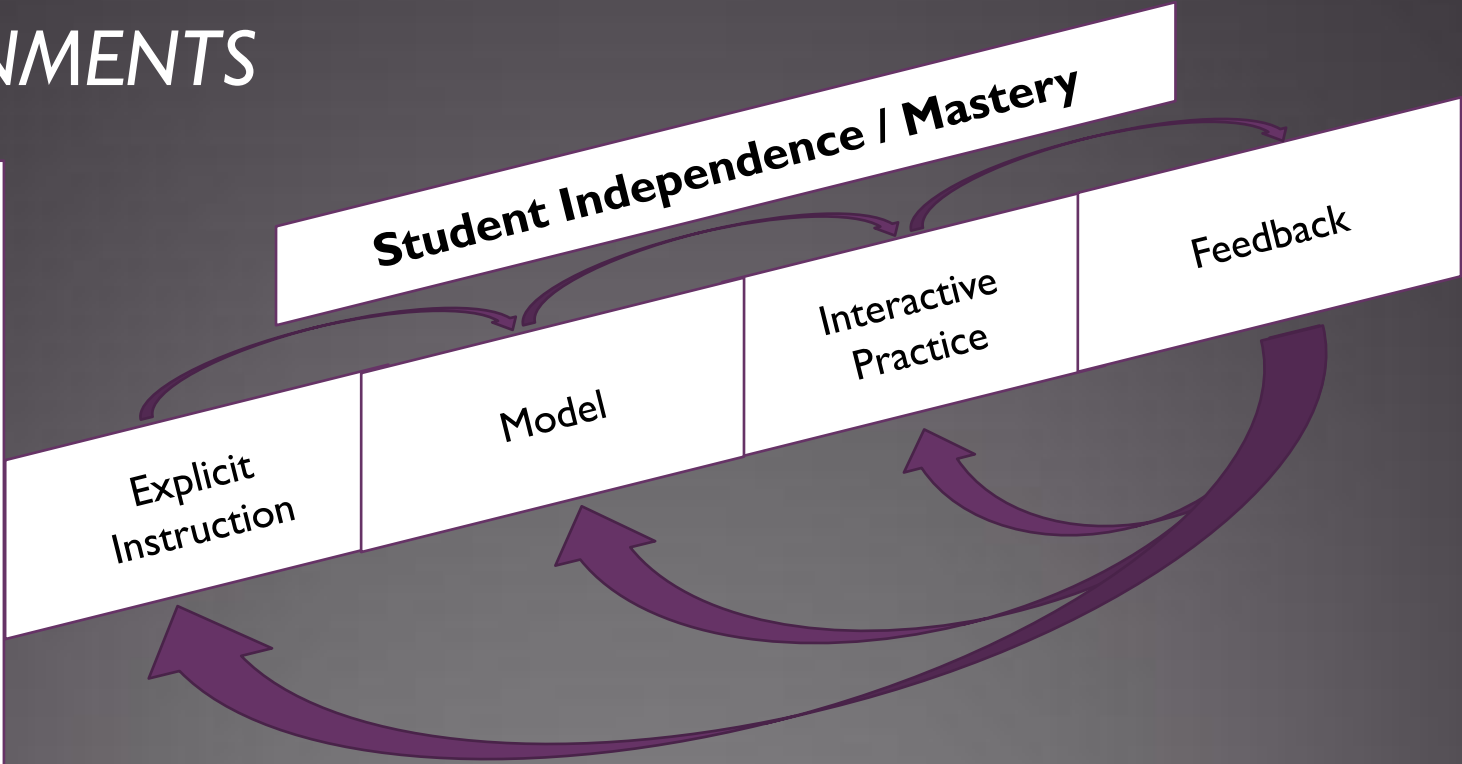 NMENTS
Student Independence / Mastery
Explicit
Instruction
Model
Interactive
Practice
Feedback